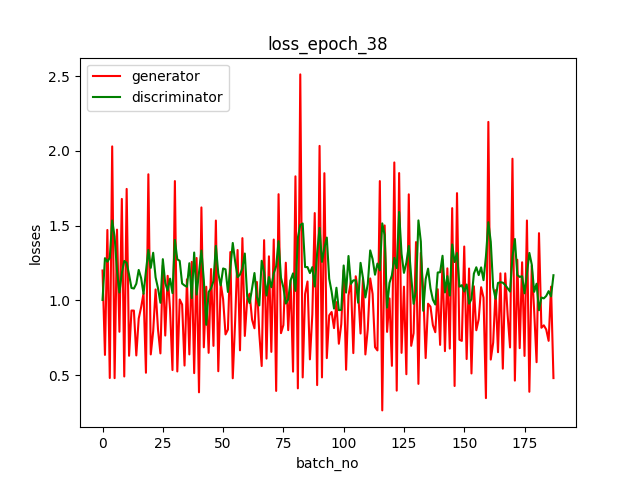 loss_epoch_38
generator
discriminator
losses
2.5
2.0
1.5
1.0
0.5
0 25 50 75 100 125 150 175
batch_no